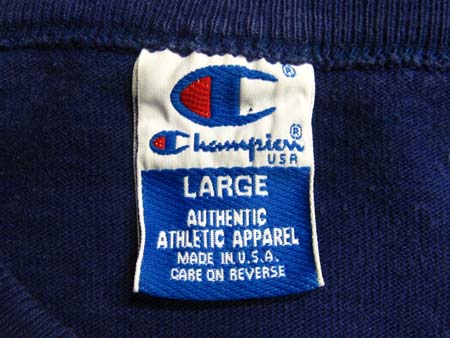 ®
Champion®
USA
LARGE
AUTHENTIC
ATHLETIC APPAREL
MADE IN U.S.A.
CARE ON REVERSE